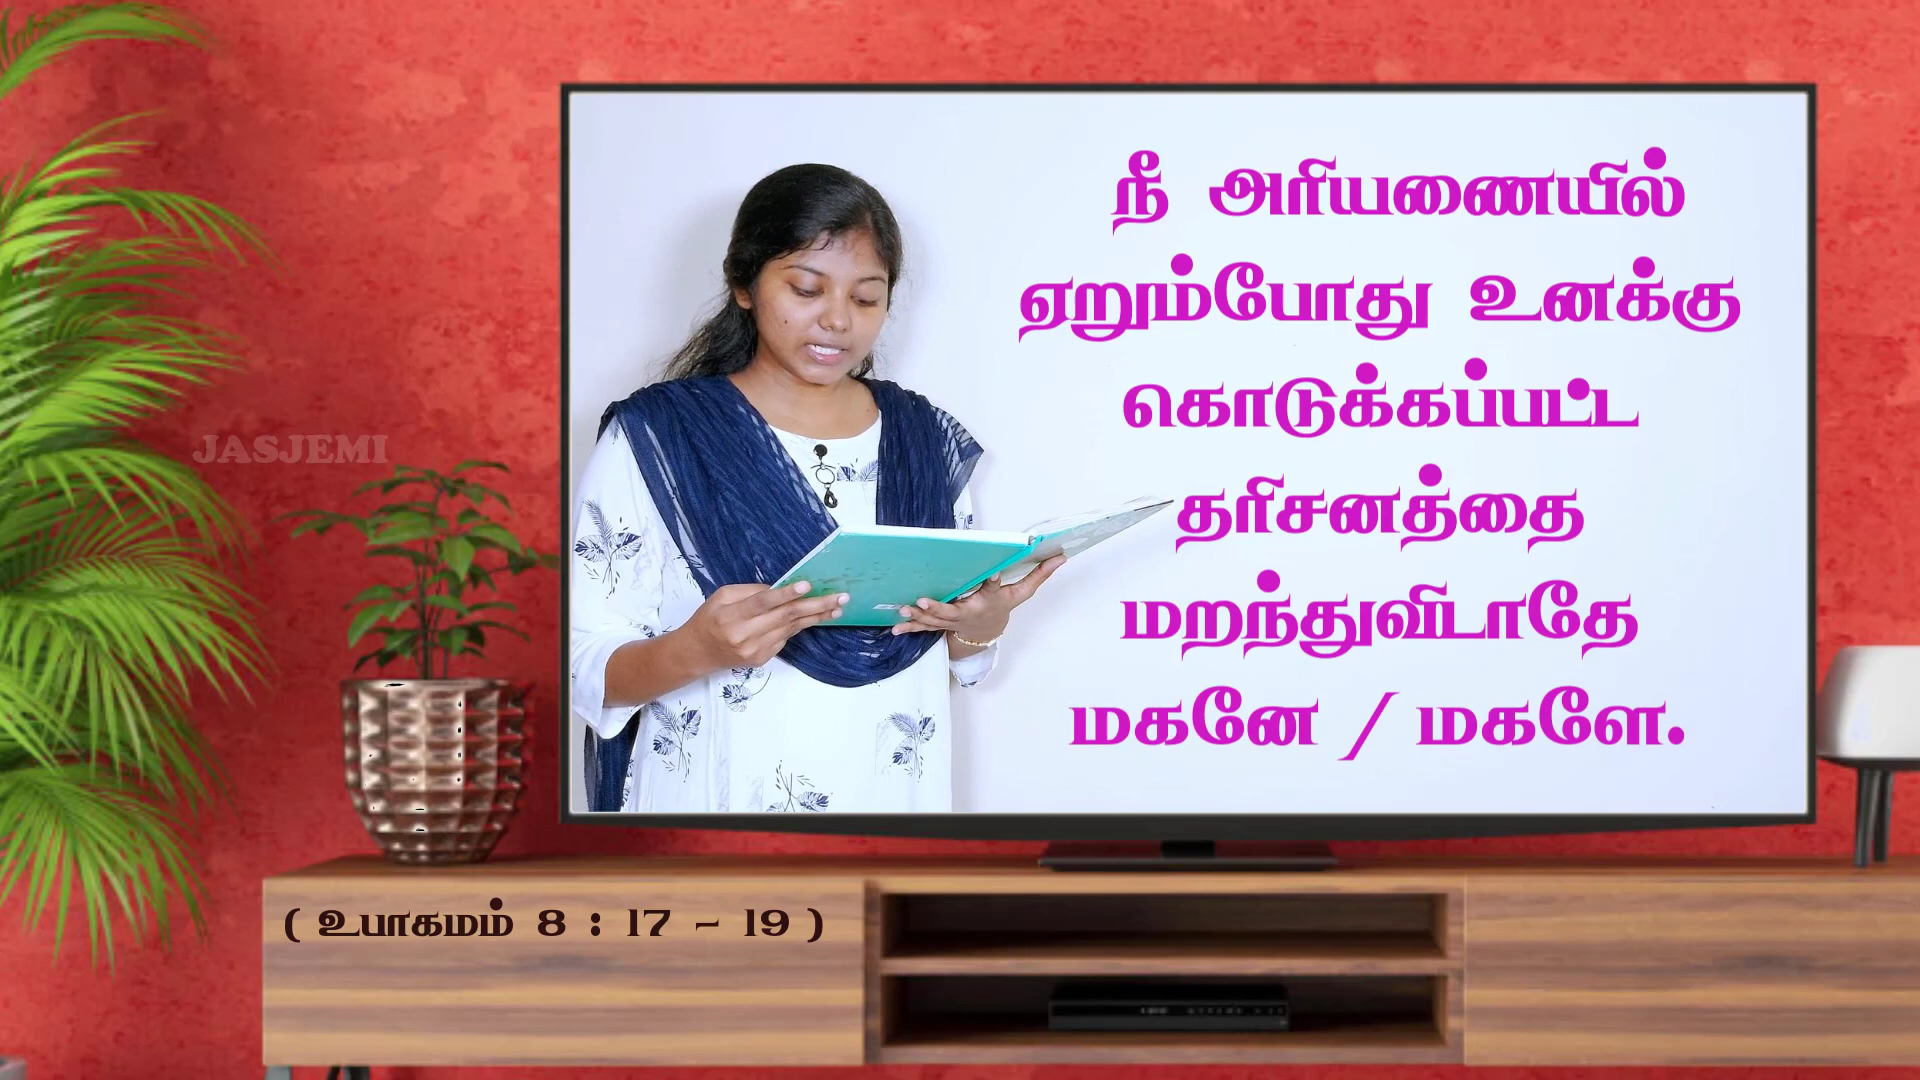 நீ அரியணையில்
ஏறும்போது உனக்கு
கொடுக்கப்பட்ட
தரிசனத்தை
மறந்துவிடாதே
மகனே / மகளே.
JASJEMI
( உபாகமம் 8 : 17 - 19 )